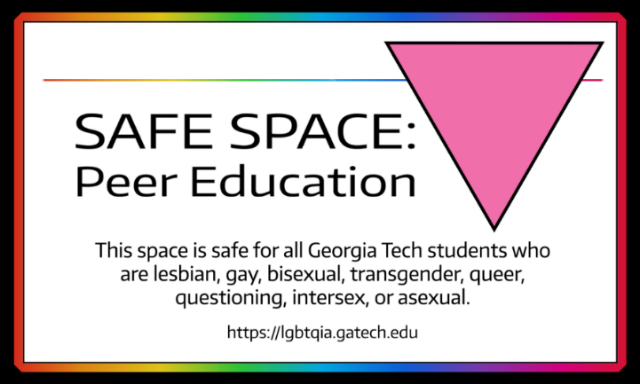 SAFE SPACE:
Peer Education
This space is safe for all Georgia Tech students who
are lesbian, gay, bisexual, transgender, queer,
questioning, intersex, or asexual.
https://lgbtqia.gatech.edu